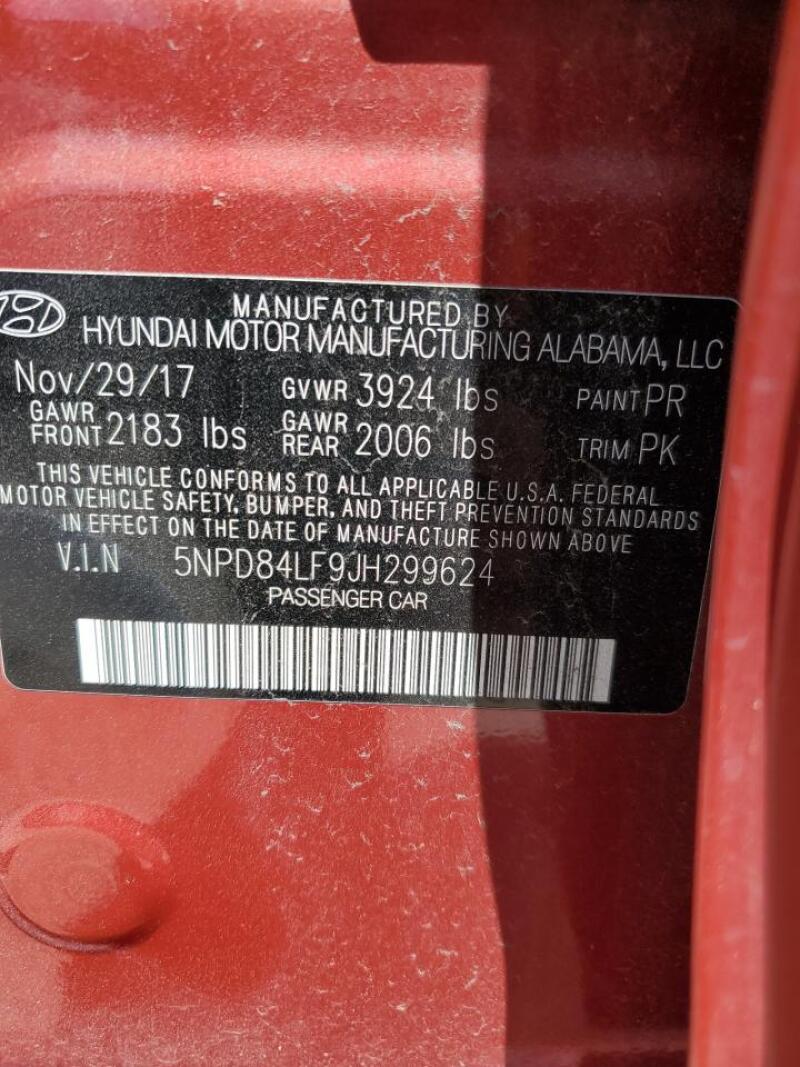 MANUFACTURED BY
HYUNDAI MOTOR MANUFACTURING ALABAMA, LLC
Nov/29/17 GVWR 3924 lbs PAINT PR
GAWR FRONT 2183 lbs GAWR REAR 2006 lbs TRIM PK
THIS VEHICLE CONFORMS TO ALL APPLICABLE U.S.A. FEDERAL
MOTOR VEHICLE SAFETY, BUMPER, AND THEFT PREVENTION STANDARDS
IN EFFECT ON THE DATE OF MANUFACTURE SHOWN ABOVE
V.I.N 5NPD84LF9JH299624
PASSENGER CAR